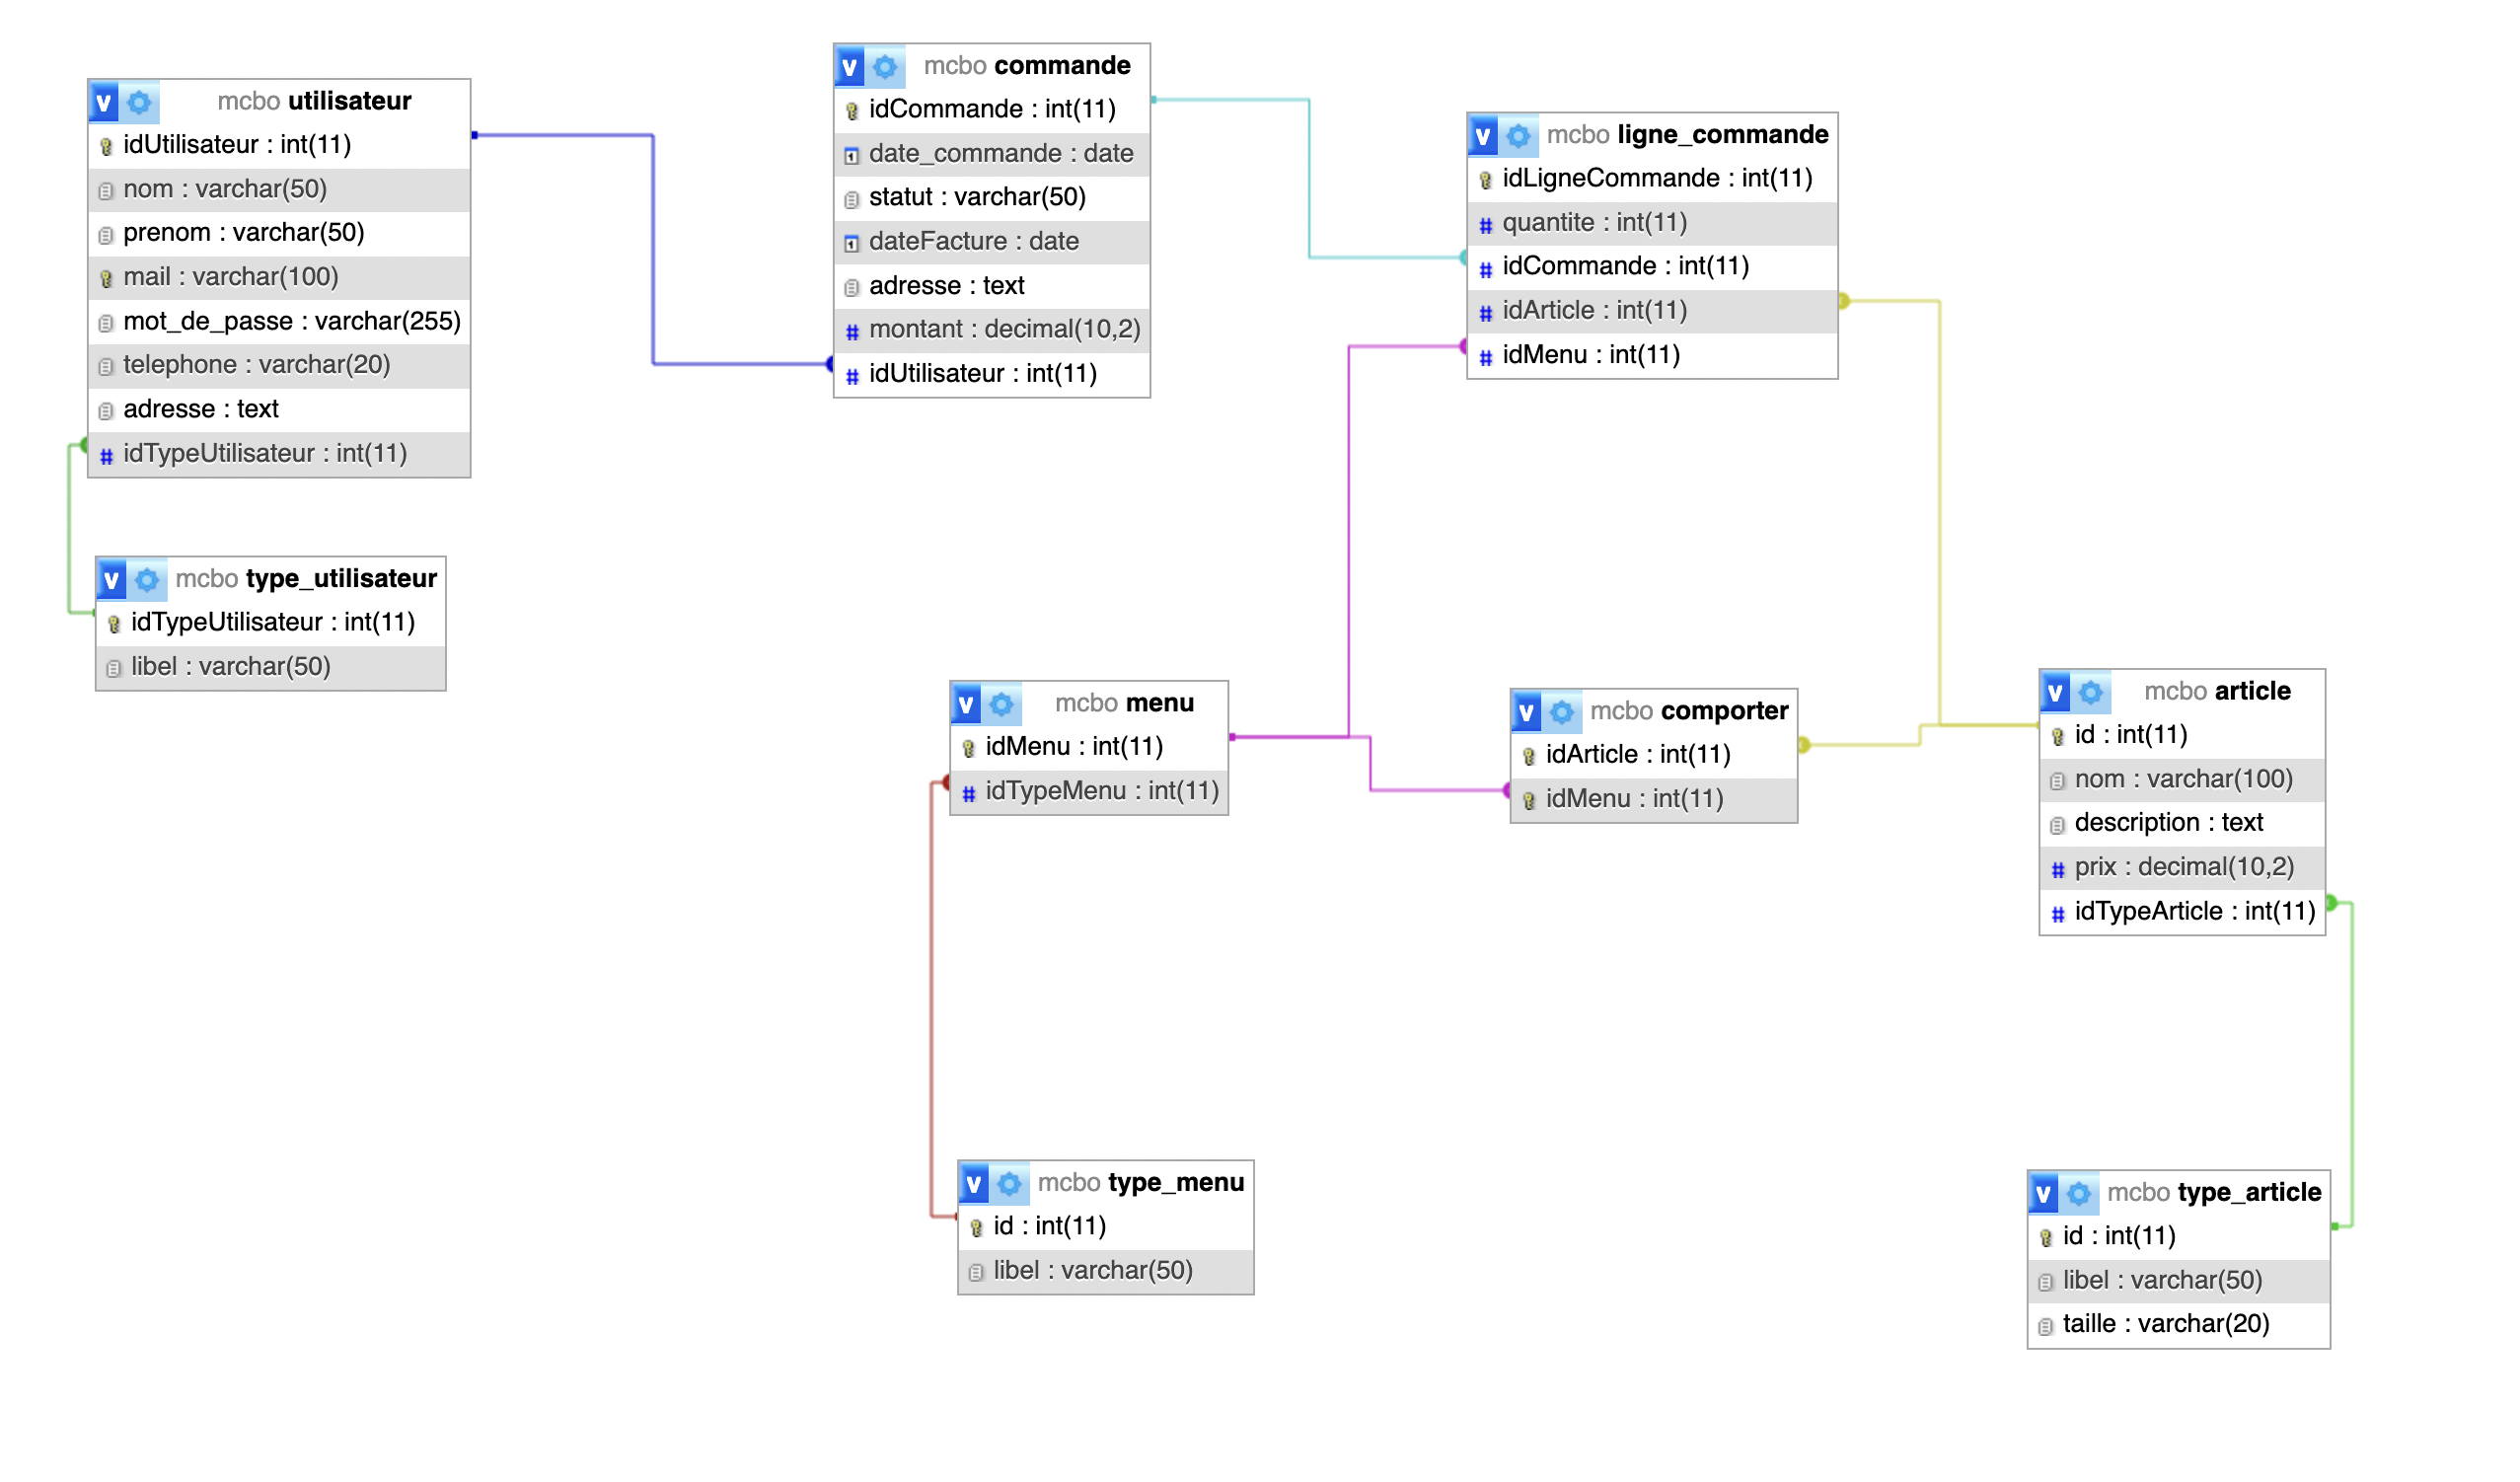 v mcbo utilisateur
idUtilisateur : int(11)
nom : varchar(50)
prenom : varchar(50)
mail : varchar(100)
mot_de_passe : varchar(255)
telephone : varchar(20)
adresse : text
# idTypeUtilisateur : int(11)
v mcbo type_utilisateur
idTypeUtilisateur : int(11)
libel : varchar(50)
v mcbo commande
idCommande : int(11)
date_commande : date
statut : varchar(50)
dateFacture : date
adresse : text
# montant : decimal(10,2)
# idUtilisateur : int(11)
v mcbo ligne_commande
idLigneCommande : int(11)
# quantite : int(11)
# idCommande : int(11)
# idArticle : int(11)
# idMenu : int(11)
v mcbo menu
idMenu : int(11)
# idTypeMenu : int(11)
v mcbo comporter
idArticle : int(11)
idMenu : int(11)
v mcbo article
id : int(11)
nom : varchar(100)
description : text
# prix : decimal(10,2)
# idTypeArticle : int(11)
v mcbo type_menu
id : int(11)
libel : varchar(50)
v mcbo type_article
id : int(11)
libel : varchar(50)
taille : varchar(20)